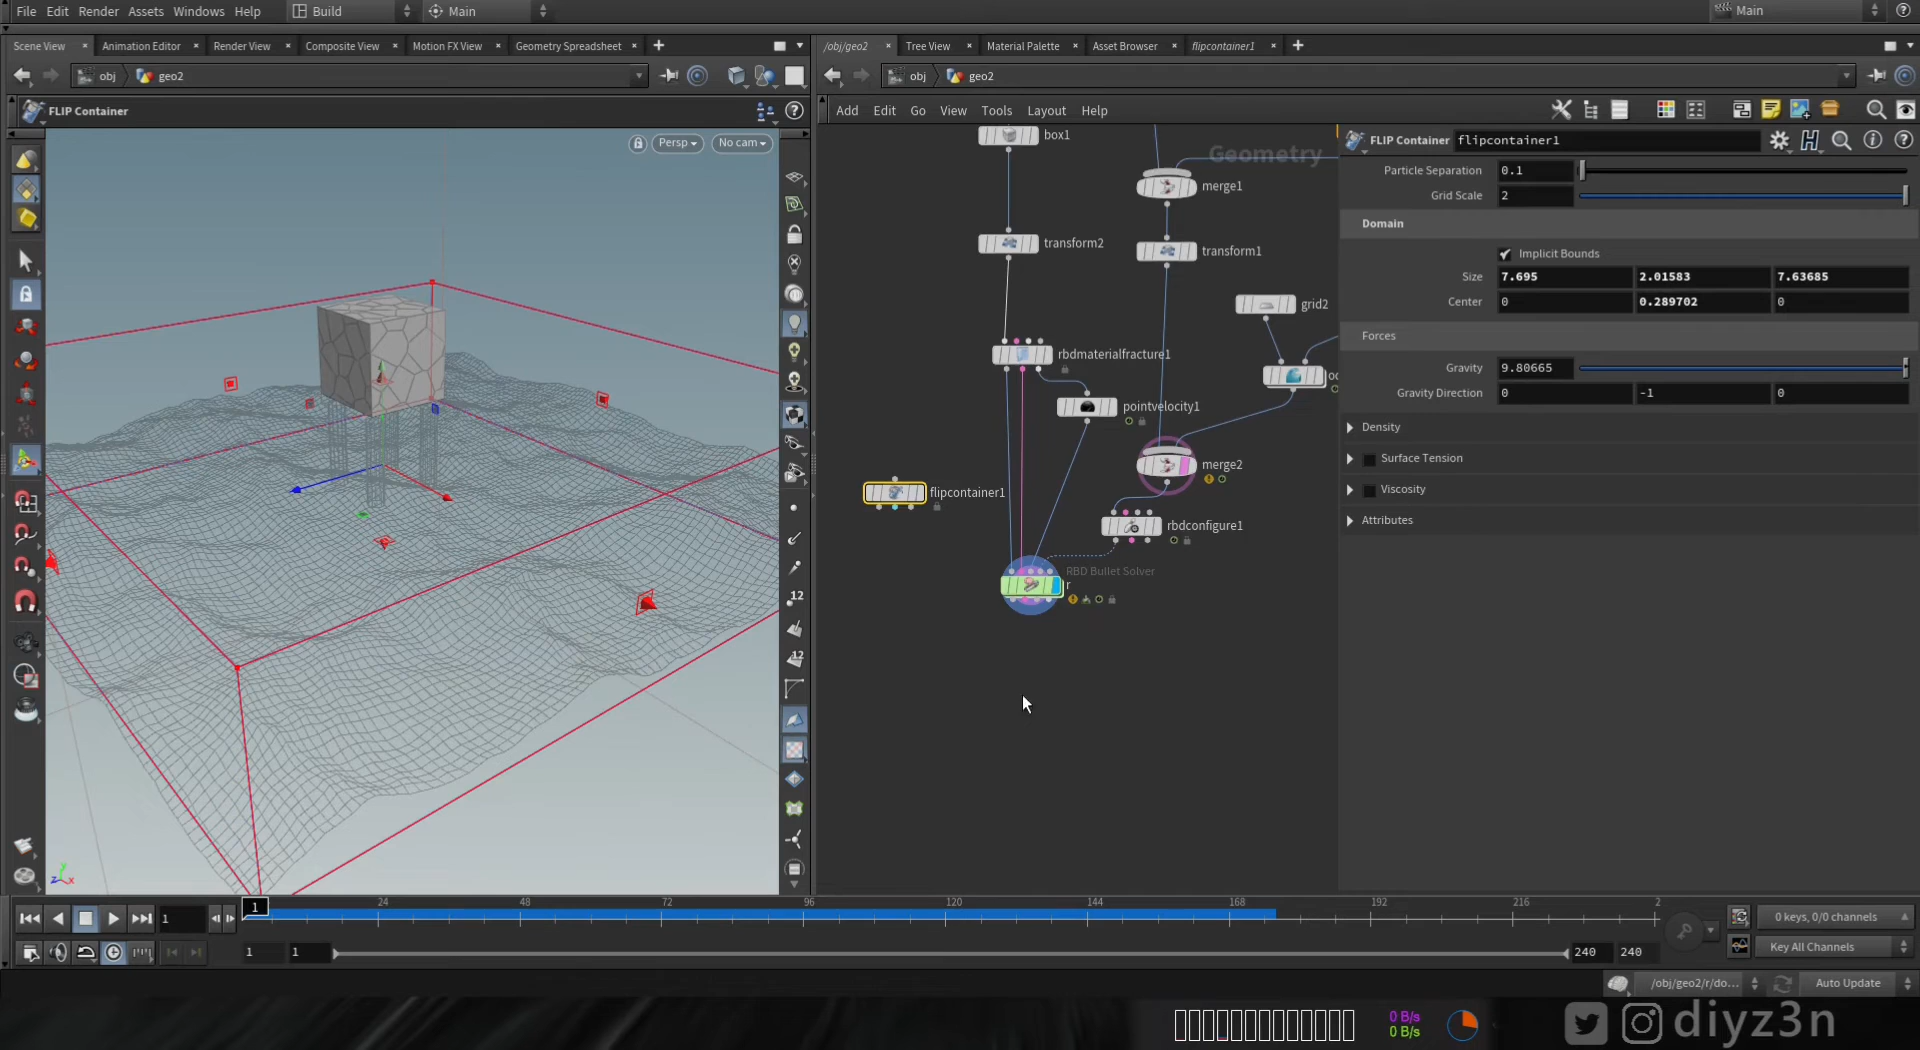 File Edit Render Assets Windows Help Build Main Main
Scene View Animation Editor Render View Composite View Motion FX View Geometry Spreadsheet
/obj/geo2 Tree View Material Palette Asset Browser flipcontainer1
obj geo2
obj geo2
FLIP Container
Add Edit Go View Tools Layout Help
Persp No cam
FLIP Container flipcontainer1
Particle Separation 0.1
Grid Scale 2
Domain
Implicit Bounds
Size 7.695 2.01583 7.63685
Center 0 0.289702 0
Forces
Gravity 9.80665
Gravity Direction 0 -1 0
Density
Surface Tension
Viscosity
Attributes
Geometry
box1
merge1
transform2
transform1
grid2
rbdmaterialfracture1
pointvelocity1
merge2
flipcontainer1
rbdconfigure1
RBD Bullet Solver
r
12
12
y
z x
1 1 24 48 72 96 120 144 168 192 216 2
0 keys, 0/0 channels
1 1 240 240
Key All Channels
/obj/geo2/r/do... Auto Update
0 B/s
0 B/s
diyz3n